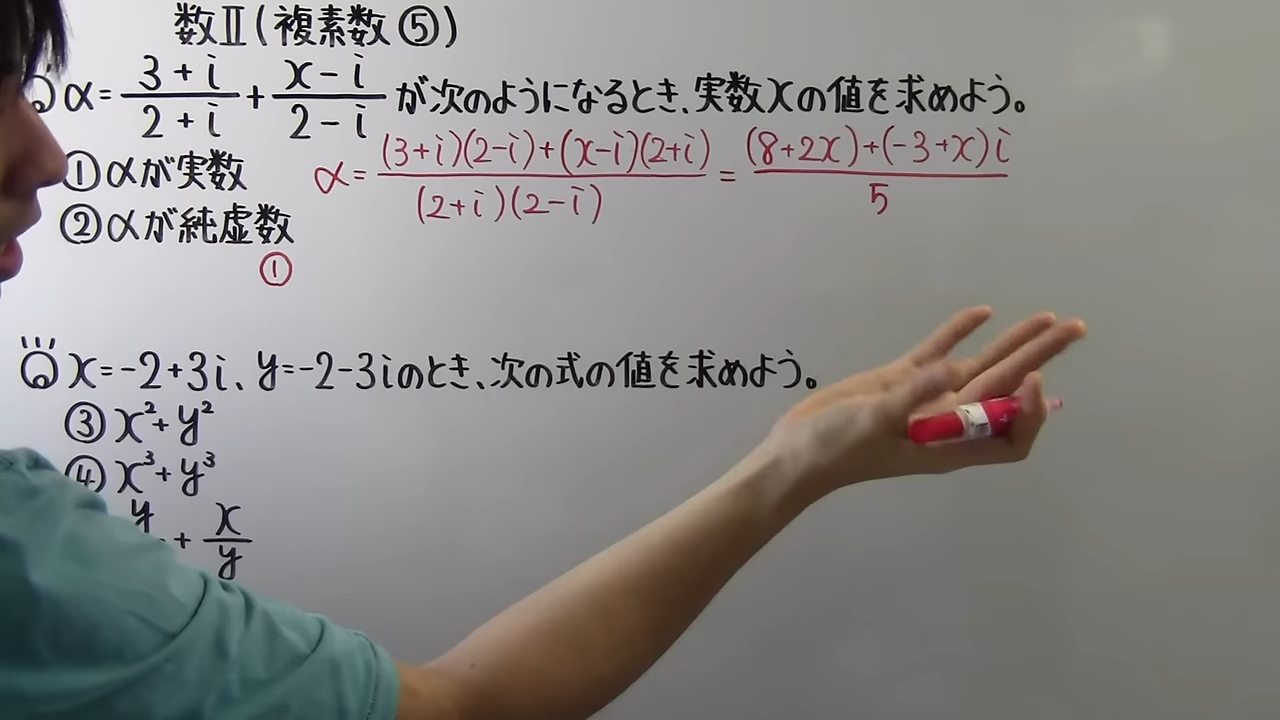 数Ⅱ(複素数⑤)
α = (3+i)/(2+i) + (x-i)/(2-i) が次のようになるとき、実数xの値を求めよう。
①αが実数
α = ((3+i)(2-i)+(x-i)(2+i))/((2+i)(2-i)) = ((8+2x)+(-3+x)i)/5
②αが純虚数
①
x=-2+3i、y=-2-3iのとき、次の式の値を求めよう。
③ x²+y²
④ x³+y³
y + x/y